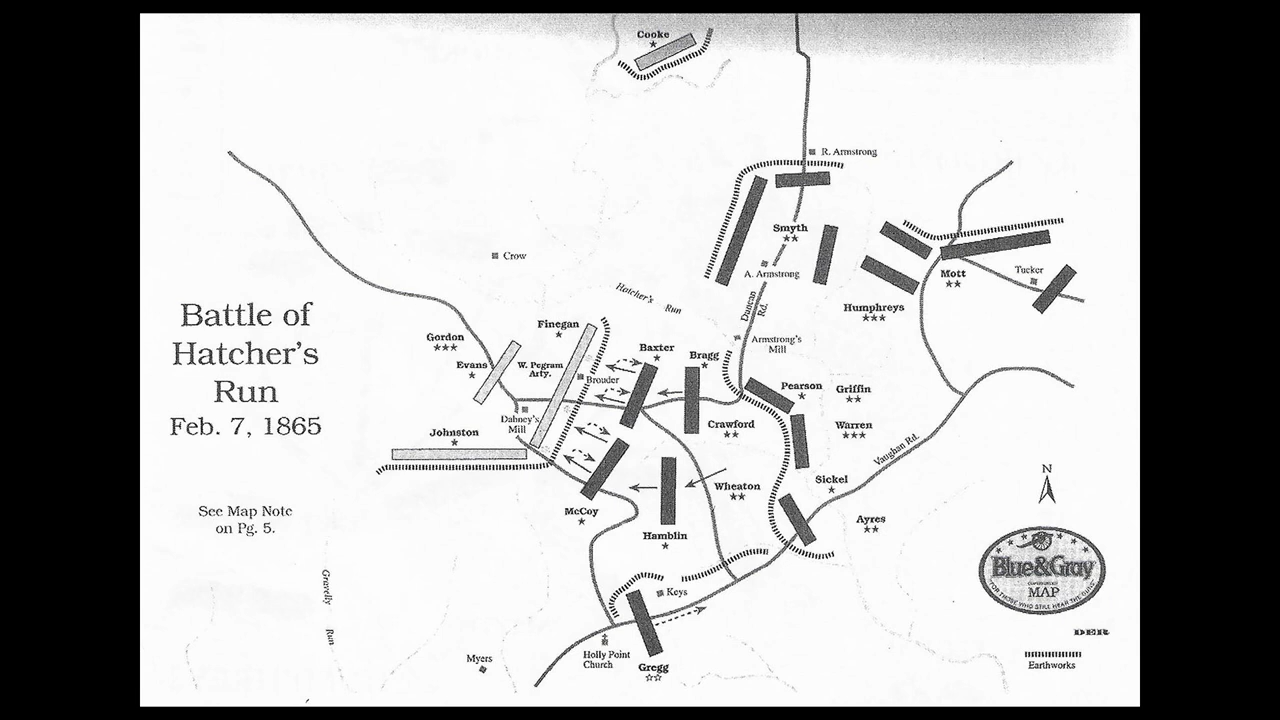 Cooke
R. Armstrong
Smyth
A. Armstrong
Crow
Mott
Tucker
Hatcher's Run
Duncan Rd.
Humphreys
Battle of
Hatcher's
Run
Feb. 7, 1865
Gordon
Finegan
Evans
W. Pegram
Arty.
Brouder
Baxter
Bragg
Armstrong's
Mill
Pearson
Griffin
Dabney's
Mill
Johnston
Crawford
Warren
Vaughan Rd.
See Map Note
on Pg. 5.
McCoy
Wheaton
Sickel
Hamblin
Ayres
N
Blue&Gray
MAP
Gravelly Run
Keys
DER
Myers
Holly Point
Church
Gregg
Earthworks